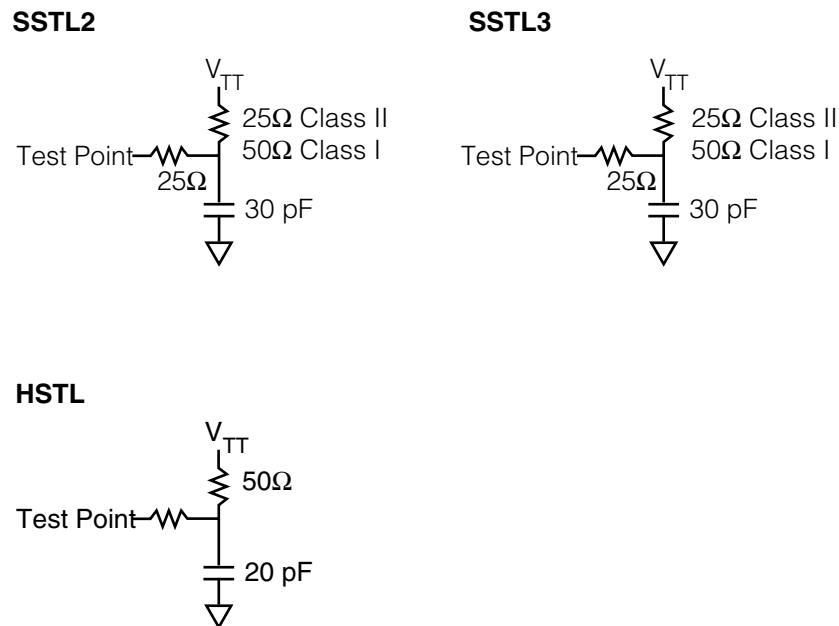 SSTL2
V TT
25Ω Class II
50Ω Class I
Test Point
25Ω
30 pF
SSTL3
V TT
25Ω Class II
50Ω Class I
Test Point
25Ω
30 pF
HSTL
V TT
50Ω
Test Point
20 pF